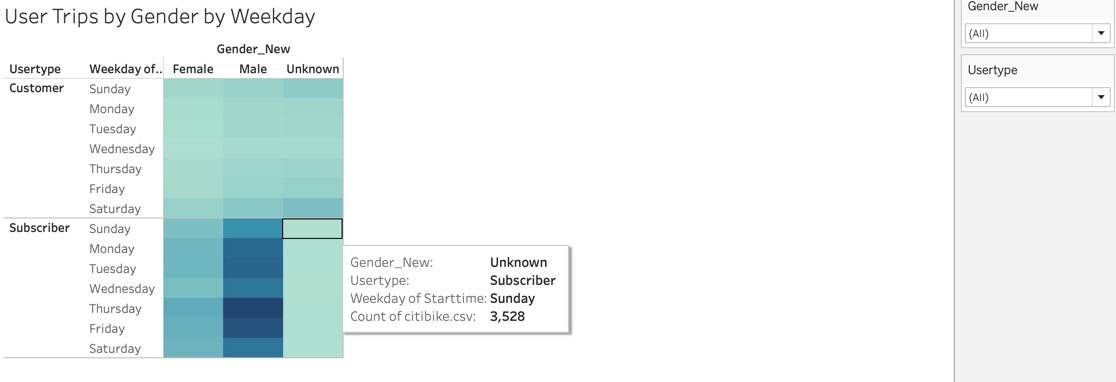 User Trips by Gender by Weekday
Gender_New
Usertype Weekday of.. Female Male Unknown
Customer Sunday
Monday
Tuesday
Wednesday
Thursday
Friday
Saturday
Subscriber Sunday
Monday
Tuesday
Wednesday
Thursday
Friday
Saturday
Gender_New: Unknown
Usertype: Subscriber
Weekday of Starttime: Sunday
Count of citibike.csv: 3,528
Gender_New
(All)
Usertype
(All)